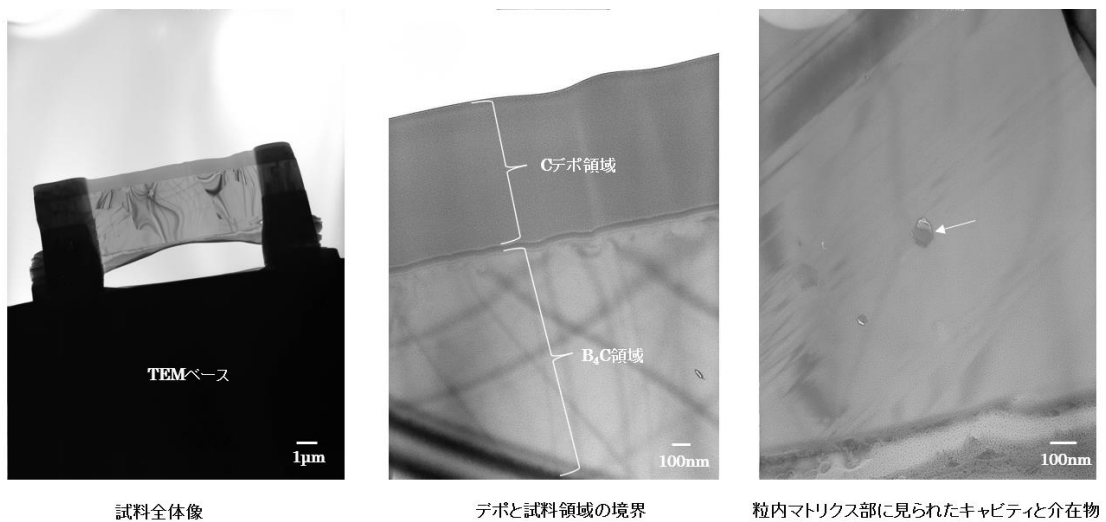 Cデポ領域
B₄C領域
TEMベース
1μm
100nm
100nm
試料全体像
デポと試料領域の境界
粒内マトリクス部に見られたキャビティと介在物